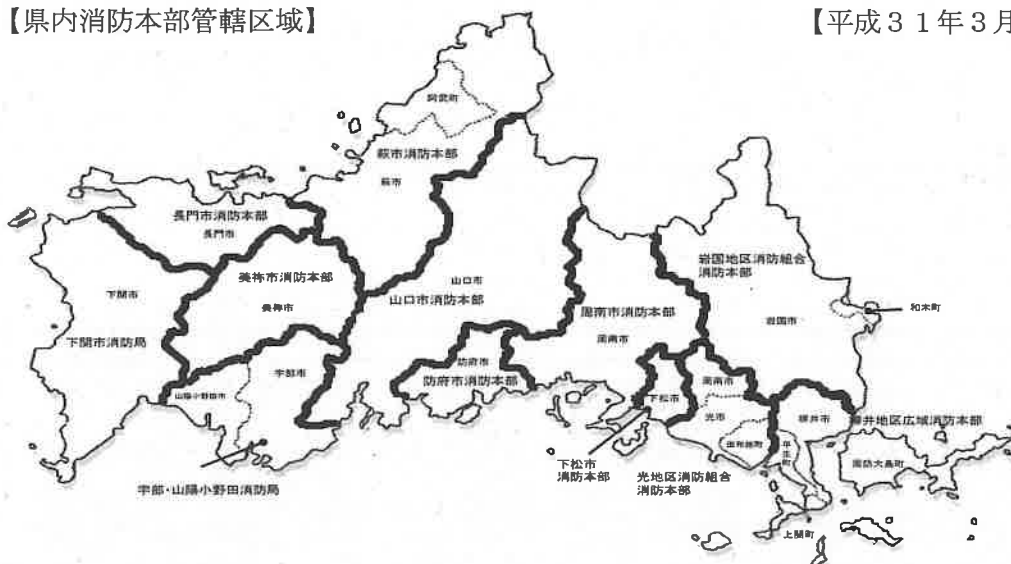 【県内消防本部管轄区域】
【平成３１年３月
阿武町
萩市消防本部
萩市
長門市消防本部
長門市
美祢市消防本部
美祢市
下関市
下関市消防局
山口市
山口市消防本部
岩国地区消防組合
消防本部
和木町
岩国市
周南市消防本部
周南市
防府市
防府市消防本部
宇部市
山陽小野田市
宇部・山陽小野田消防局
下松市
下松市
消防本部
周南市
光市
田布施町
光地区消防組合
消防本部
柳井市
柳井地区広域消防本部
平生町
周防大島町
上関町